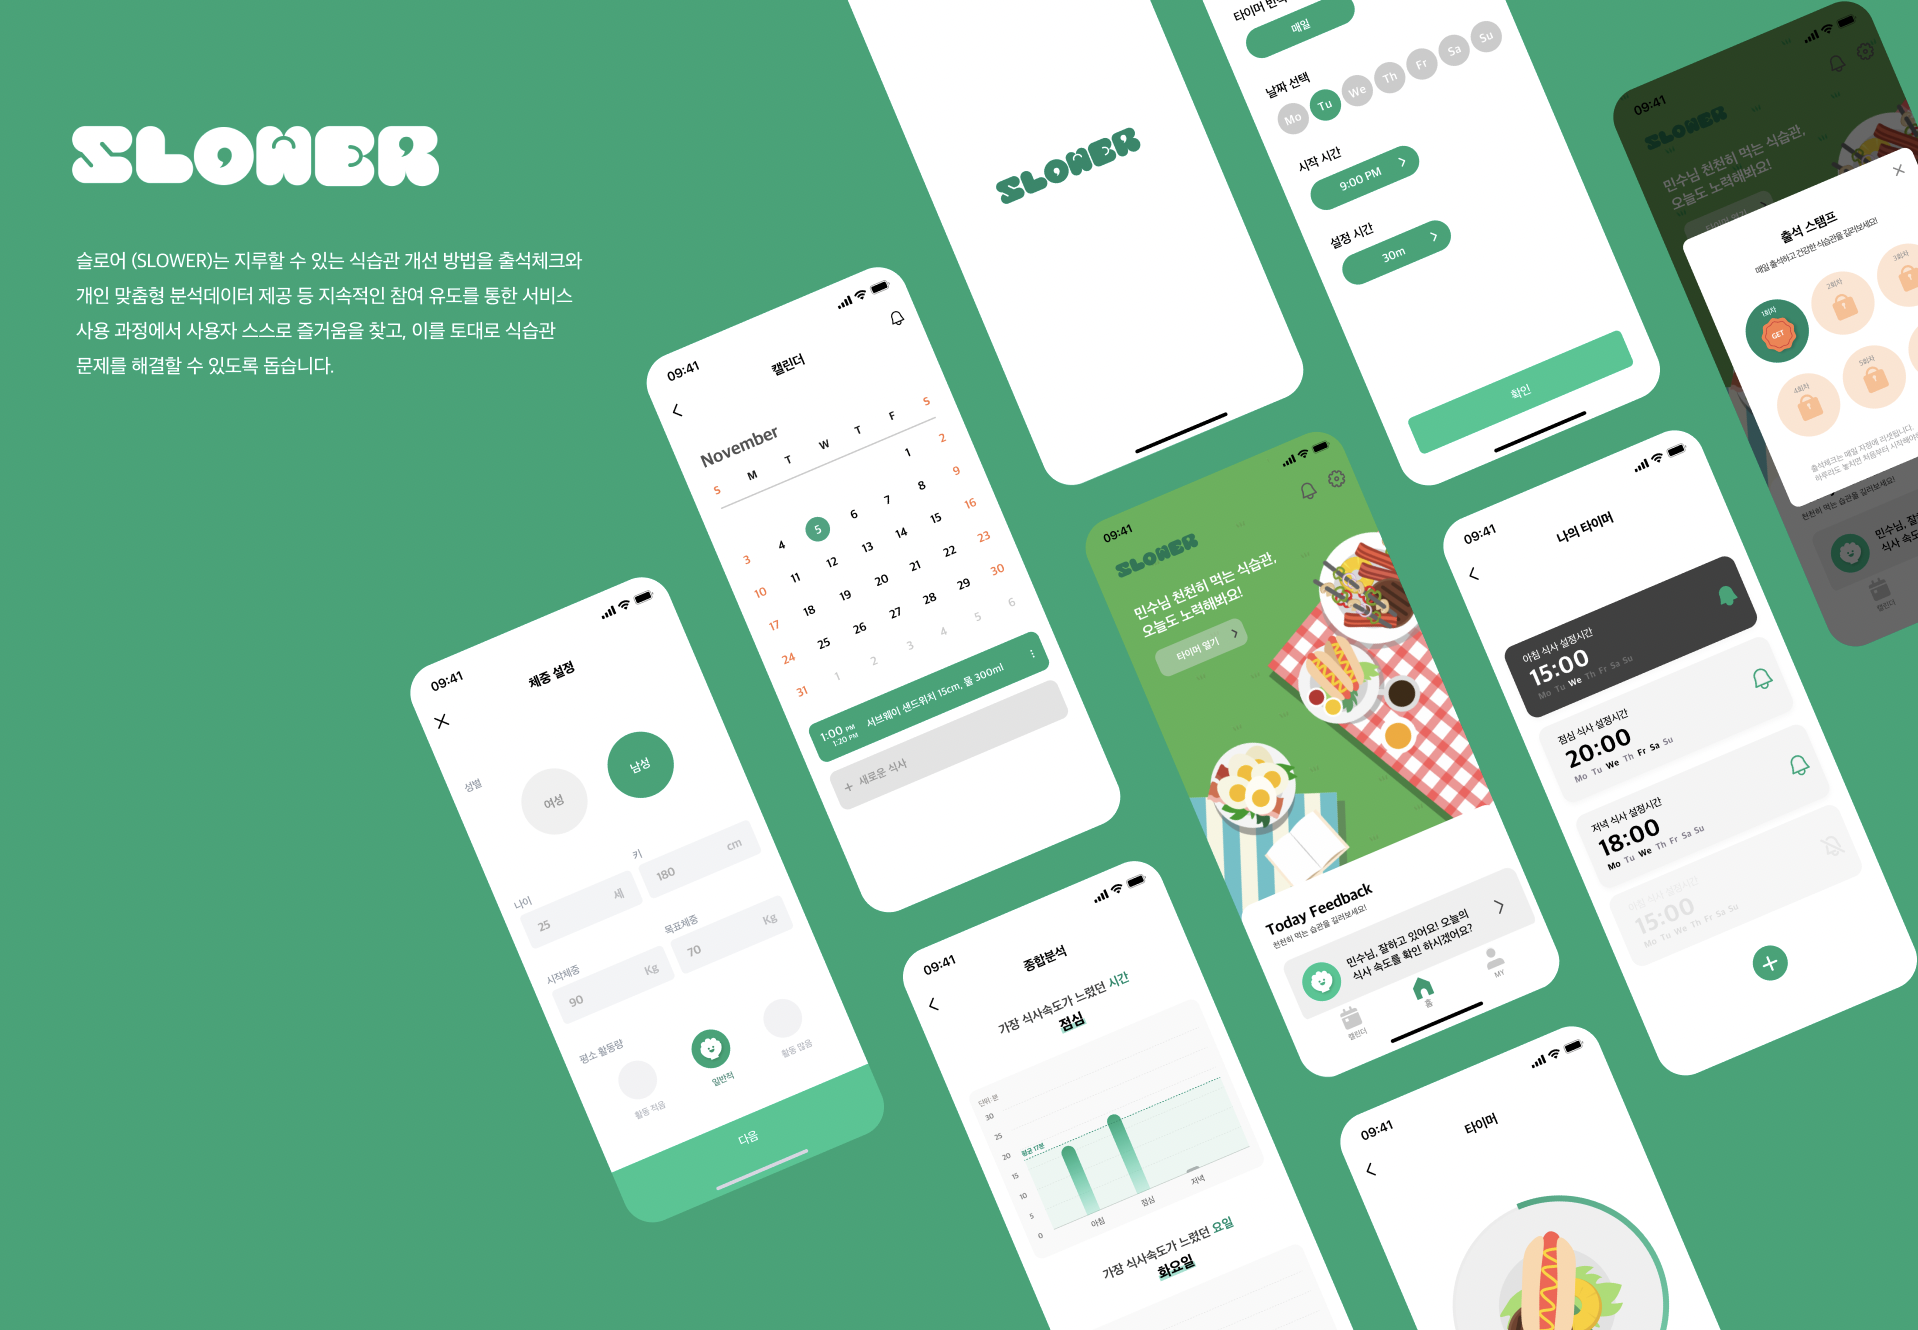 SLOWER
슬로어 (SLOWER)는 지루할 수 있는 식습관 개선 방법을 출석체크와
개인 맞춤형 분석데이터 제공 등 지속적인 참여 유도를 통한 서비스
사용 과정에서 사용자 스스로 즐거움을 찾고, 이를 토대로 식습관
문제를 해결할 수 있도록 돕습니다.
09:41
체중 설정
성별
여성
남성
나이
25 세
키
180 cm
시작체중
90 Kg
목표체중
70 Kg
평소 활동량
활동 적음
일반적
활동 많음
다음
09:41
캘린더
November
S M T W T F S
1 2
3 4 5 6 7 8 9
10 11 12 13 14 15 16
17 18 19 20 21 22 23
24 25 26 27 28 29 30
31 1 2 3 4 5 6
1:00 PM
1:20 PM
서브웨이 샌드위치 15cm, 물 300ml
+ 새로운 식사
SLOWER
09:41
종합분석
가장 식사속도가 느렸던 시간
점심
단위: 분
30
25
20
15
10
5
0
평균 17분
아침
점심
저녁
가장 식사속도가 느렸던 요일
화요일
09:41
SLOWER
민수님 천천히 먹는 식습관,
오늘도 노력해봐요!
타이머 열기
Today Feedback
천천히 먹는 습관을 길러보세요!
민수님, 잘하고 있어요! 오늘의
식사 속도를 확인 하시겠어요?
캘린더
홈
MY
매일
날짜 선택
Mo Tu We Th Fr Sa Su
시작 시간
9:00 PM
설정 시간
30m
확인
09:41
나의 타이머
아침 식사 설정시간
15:00
Mo Tu We Th Fr Sa Su
점심 식사 설정시간
20:00
Mo Tu We Th Fr Sa Su
저녁 식사 설정시간
18:00
Mo Tu We Th Fr Sa Su
15:00
Mo Tu We Th Fr Sa Su
09:41
타이머
09:41
SLOWER
민수님 천천히 먹는 식습관,
오늘도 노력해봐요!
출석 스탬프
매일 출석하고 건강한 식습관을 길러보세요!
1회차
GET
2회차
3회차
4회차
5회차
출석체크는 매일 자정에 리셋됩니다.
천천히 먹는 습관을 길러보세요!
민수님, 잘
식사 속도
캘린더